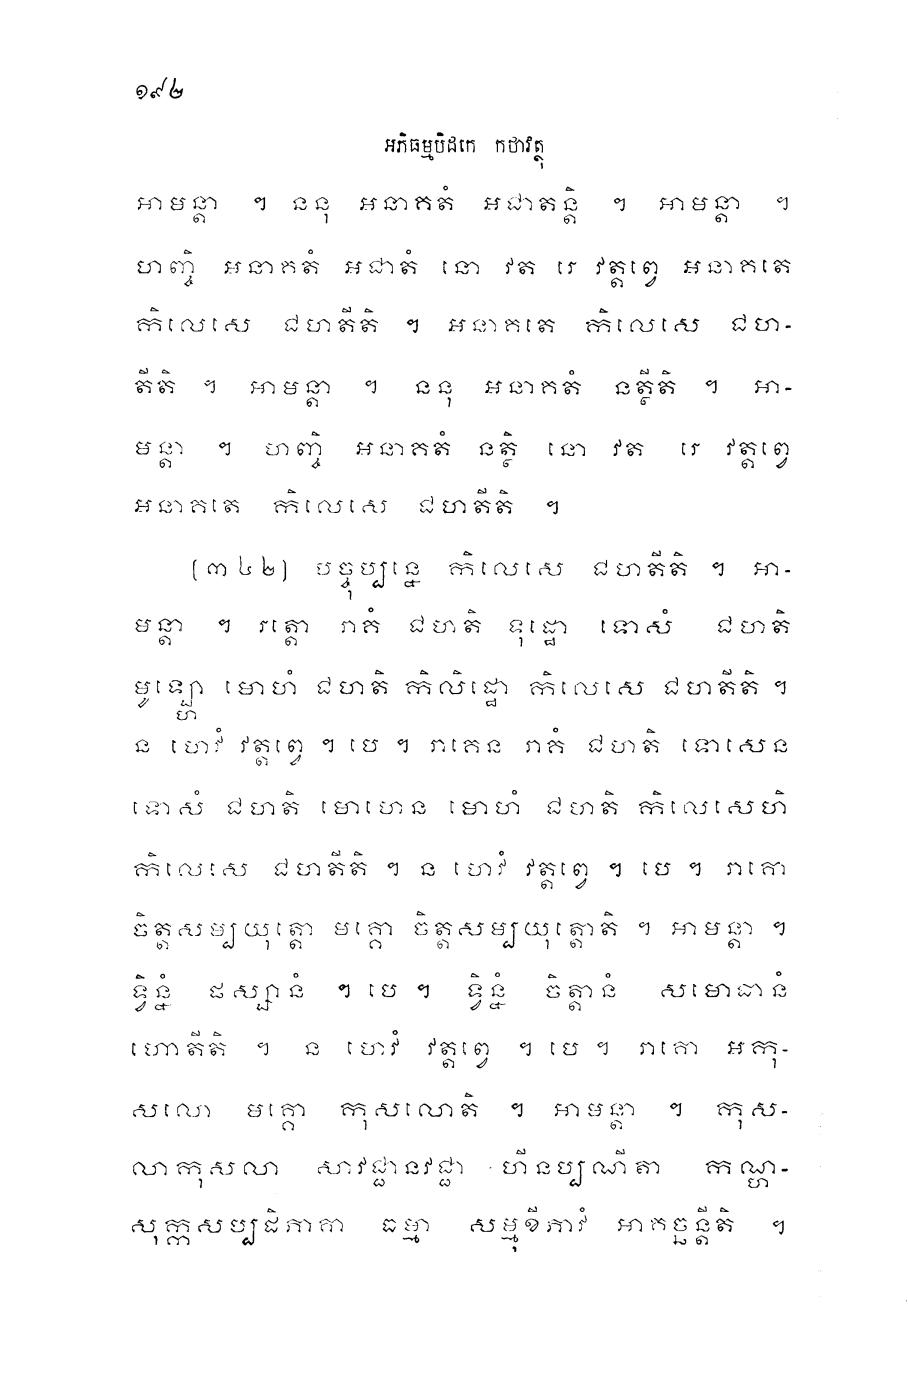 ១៩២
អភិធម្មបិដកេ កថាវត្ថុ
អាមន្តា ។ ននុ អនាគតំ អជាតន្តិ ។ អាមន្តា ។
ហញ្ចិ អនាគតំ អជាតំ នោ វត រេ វត្តព្វេ អនាគតេ
កិលេសេ ជហតីតិ ។ អនាគតេ កិលេសេ ជហ-
តីតិ ។ អាមន្តា ។ ននុ អនាគតំ នត្ថីតិ ។ អា-
មន្តា ។ ហញ្ចិ អនាគតំ នត្ថិ នោ វត រេ វត្តព្វេ
អនាគតេ កិលេសេ ជហតីតិ ។
(៣៤២) បច្ចុប្បន្នេ កិលេសេ ជហតីតិ ។ អា-
មន្តា ។ រត្តោ រាគំ ជហតិ ទុដ្ឋោ ទោសំ ជហតិ
មូឡ្ហោ មោហំ ជហតិ កិលិដ្ឋោ កិលេសេ ជហតីតិ ។
ន ហេវំ វត្តព្វេ ។ បេ ។ រាគេន រាគំ ជហតិ ទោសេន
ទោសំ ជហតិ មោហេន មោហំ ជហតិ កិលេសេហិ
កិលេសេ ជហតីតិ ។ ន ហេវំ វត្តព្វេ ។ បេ ។ រាគោ
ចិត្តសម្បយុត្តោ មគ្គោ ចិត្តសម្បយុត្តោតិ ។ អាមន្តា ។
ទ្វិន្នំ ផស្សានំ ។ បេ ។ ទ្វិន្នំ ចិត្តានំ សមោធានំ
ហោតីតិ ។ ន ហេវំ វត្តព្វេ ។ បេ ។ រាគោ អកុ-
សលោ មគ្គោ កុសលោតិ ។ អាមន្តា ។ កុស-
លាកុសលា សាវជ្ជានវជ្ជា ហីនប្បណីតា កណ្ហ-
សុក្កសប្បដិភាគា ធម្មា សម្មុខីភាវំ អាគច្ឆន្តីតិ ។